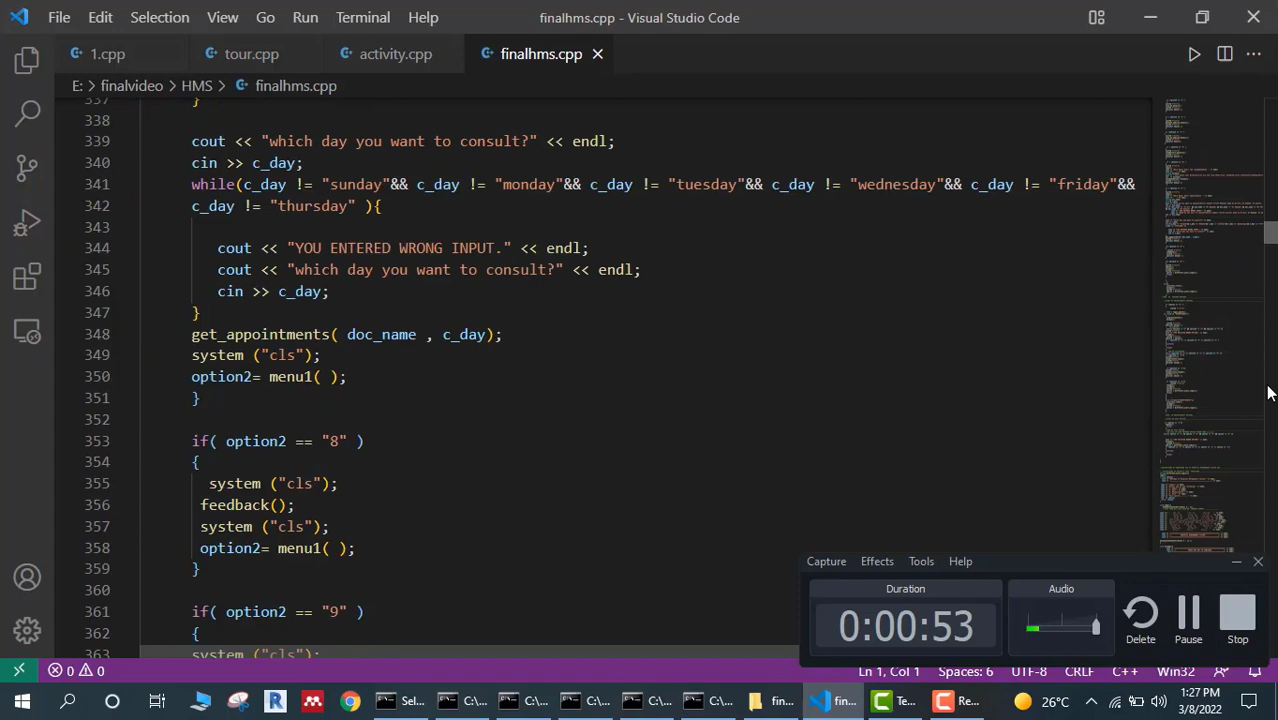 File Edit Selection View Go Run Terminal Help finalhms.cpp - Visual Studio Code
1.cpp tour.cpp activity.cpp finalhms.cpp
E: > finalvideo > HMS > finalhms.cpp
337 }
338
339 cout << "which day you want to consult?" << endl;
340 cin >> c_day;
341 while(c_day != "sunday"&& c_day != "monday"&& c_day != "tuesday"&& c_day != "wednesday"&& c_day != "friday"&&
342 c_day != "thursday" ){
343
344 cout << "YOU ENTERED WRONG INPUT." << endl;
345 cout << "which day you want to consult?" << endl;
346 cin >> c_day;
347 }
348 get_appointments( doc_name , c_day);
349 system ("cls");
350 option2= menu1( );
351 }
352
353 if( option2 == "8" )
354 {
355 system ("cls");
356 feedback();
357 system ("cls");
358 option2= menu1( );
359 }
360
361 if( option2 == "9" )
362 {
363 system ("cls");
Capture Effects Tools Help
Duration Audio
0:00:53
Delete Pause Stop
0 0 Ln 1, Col 1 Spaces: 6 UTF-8 CRLF C++ Win32
Sel... C:\... C:\... C:\... C:\... C:\... fin... fin... Te... Re... 26°C 1:27 PM
3/8/2022